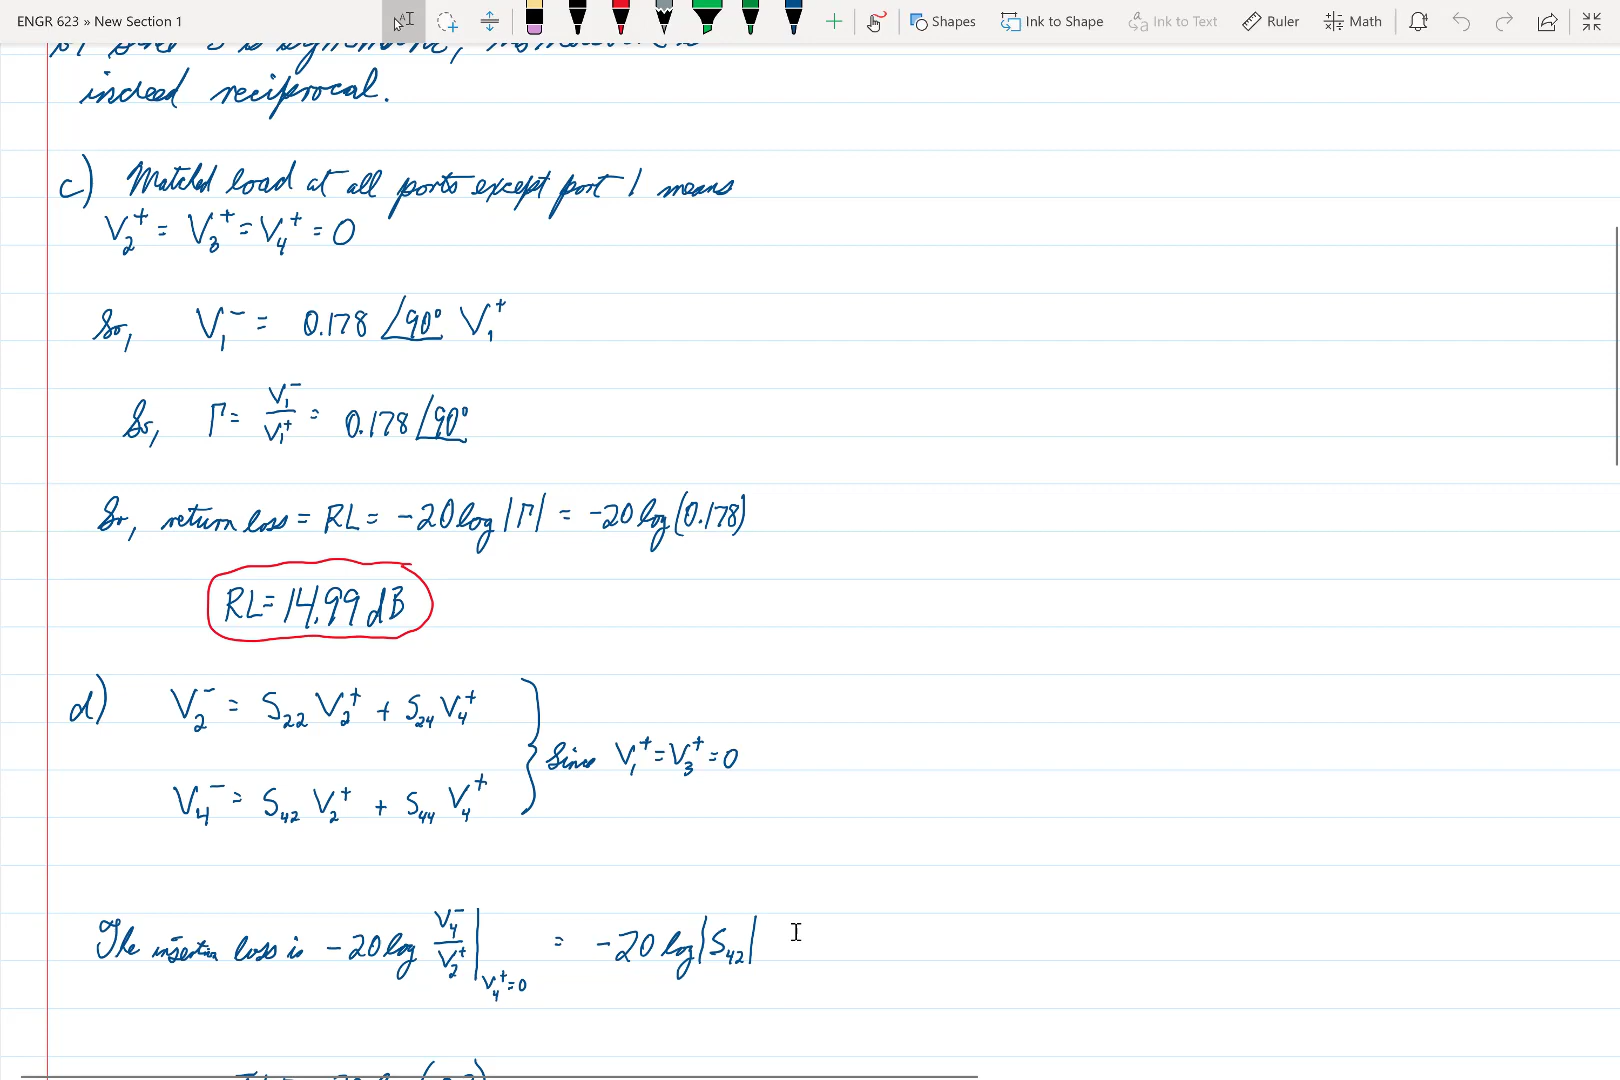 ENGR 623 » New Section 1
Shapes
Ink to Shape
Ink to Text
Ruler
Math
indeed reciprocal.
c) Matched load at all ports except port 1 means
V₂⁺ = V₃⁺ = V₄⁺ = 0
So, V₁⁻ = 0.178 ∠90° V₁⁺
So, Γ = V₁⁻/V₁⁺ = 0.178 ∠90°
So, return loss = RL = -20 log |Γ| = -20 log (0.178)
RL = 14.99 dB
d) V₂⁻ = S₂₂ V₂⁺ + S₂₄ V₄⁺
Since V₁⁺ = V₃⁺ = 0
V₄⁻ = S₄₂ V₂⁺ + S₄₄ V₄⁺
The insertion loss is -20 log V₄⁻/V₂⁺ |V₄⁺=0 = -20 log |S₄₂|